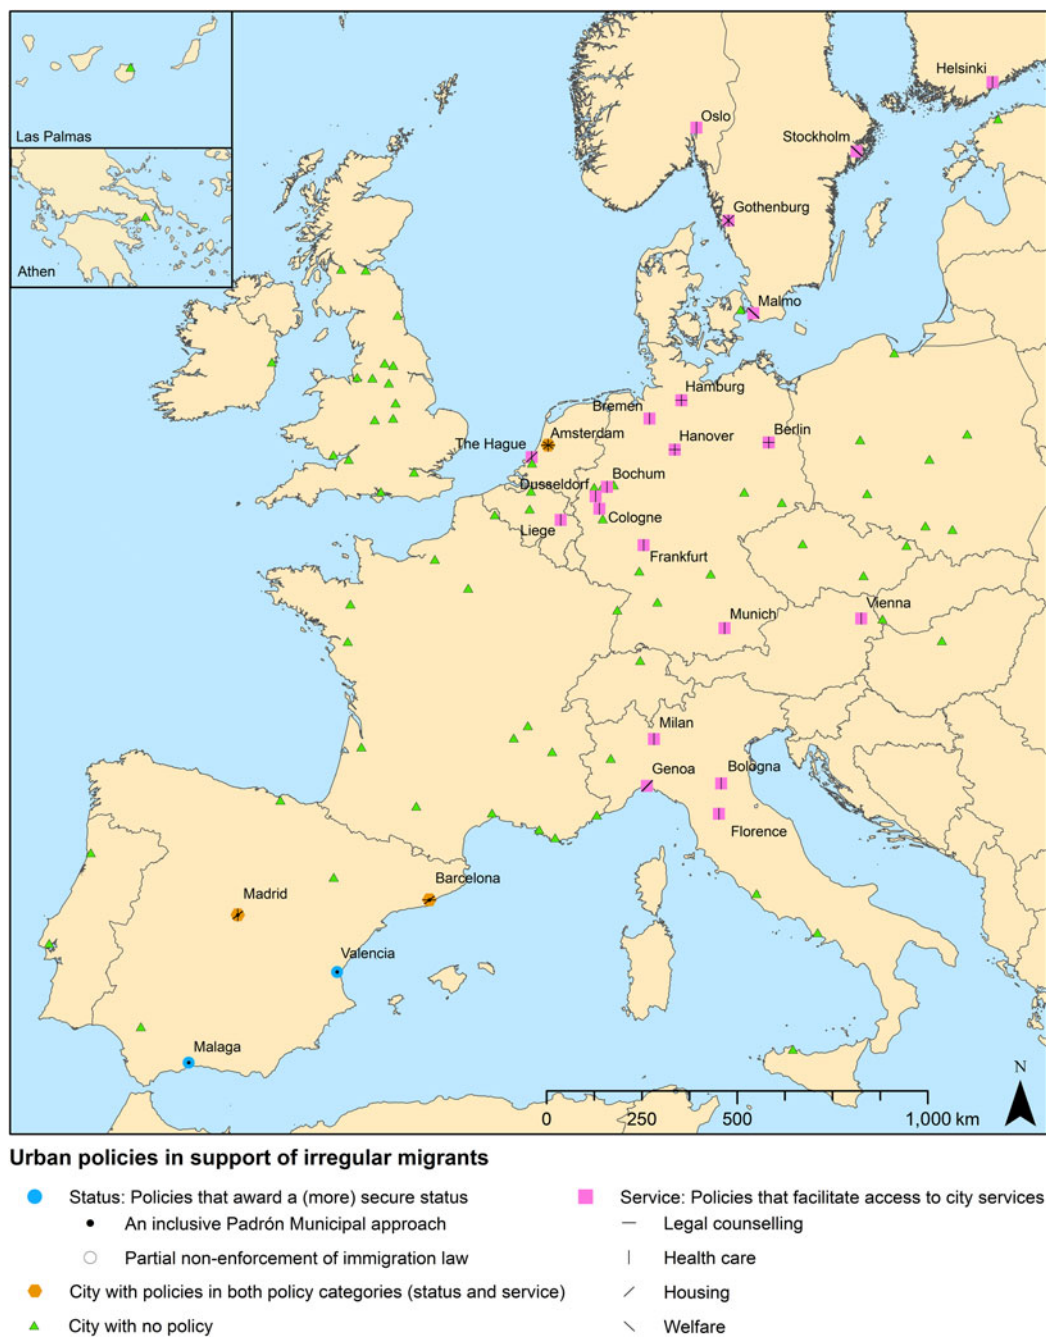 Las Palmas
Athen
Helsinki
Oslo
Stockholm
Gothenburg
Malmo
Hamburg
Bremen
Amsterdam
Hanover
Berlin
The Hague
Dusseldorf
Bochum
Cologne
Liege
Frankfurt
Munich
Vienna
Milan
Genoa
Bologna
Florence
Madrid
Barcelona
Valencia
Malaga
N
0 250 500 1,000 km
Urban policies in support of irregular migrants
Status: Policies that award a (more) secure status
An inclusive Padrón Municipal approach
Partial non-enforcement of immigration law
City with policies in both policy categories (status and service)
City with no policy
Service: Policies that facilitate access to city services
Legal counselling
Health care
Housing
Welfare